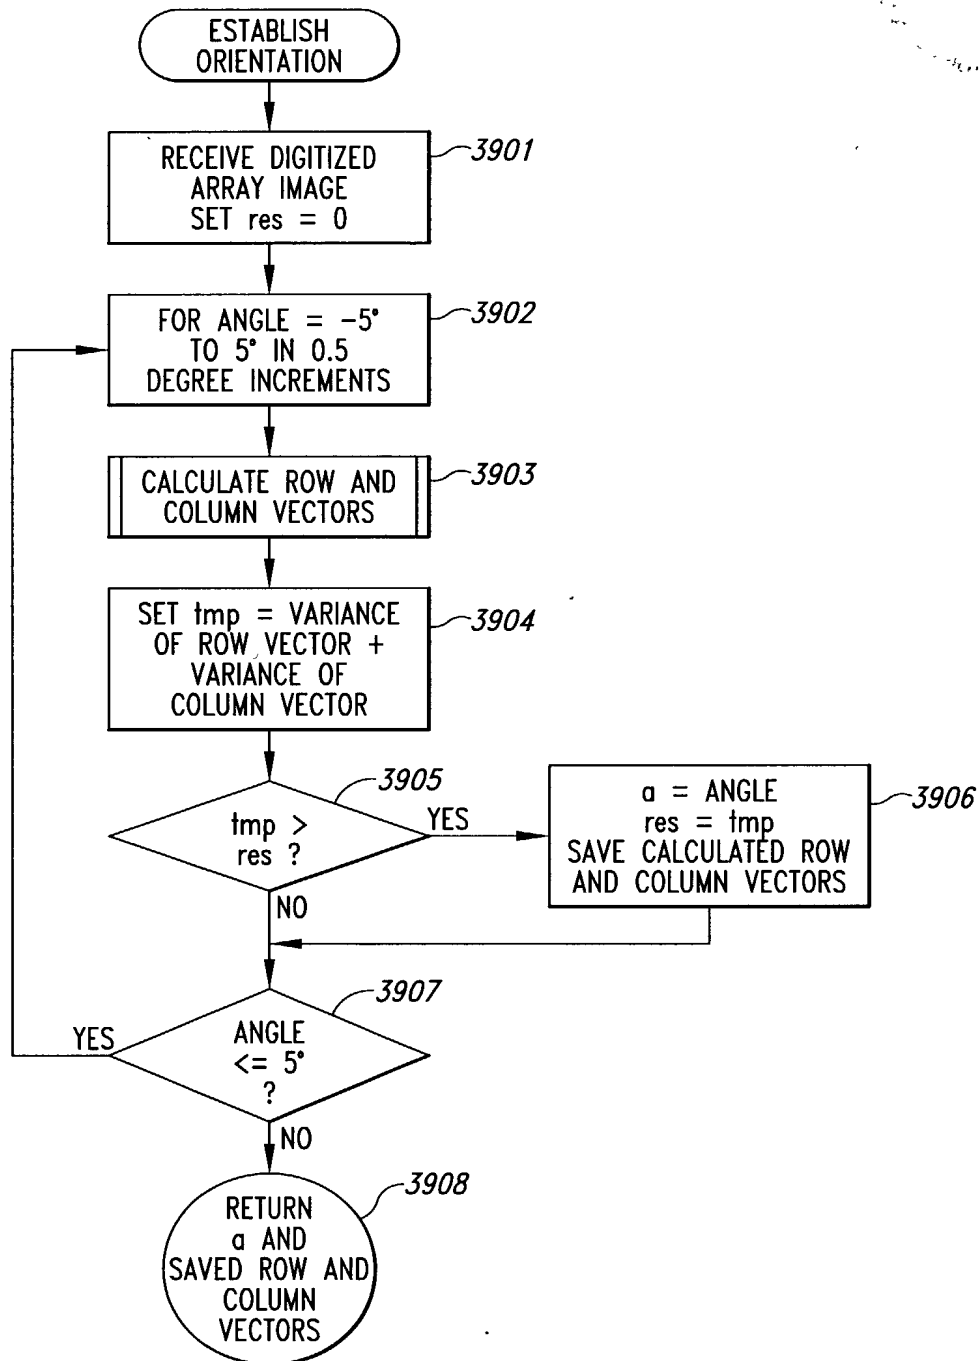 ESTABLISH
ORIENTATION
RECEIVE DIGITIZED
ARRAY IMAGE
SET res = 0
3901
FOR ANGLE = -5°
TO 5° IN 0.5
DEGREE INCREMENTS
3902
CALCULATE ROW AND
COLUMN VECTORS
3903
SET tmp = VARIANCE
OF ROW VECTOR +
VARIANCE OF
COLUMN VECTOR
3904
tmp >
res ?
3905
YES
NO
a = ANGLE
res = tmp
SAVE CALCULATED ROW
AND COLUMN VECTORS
3906
ANGLE
<= 5°
?
3907
YES
NO
RETURN
a AND
SAVED ROW AND
COLUMN
VECTORS
3908